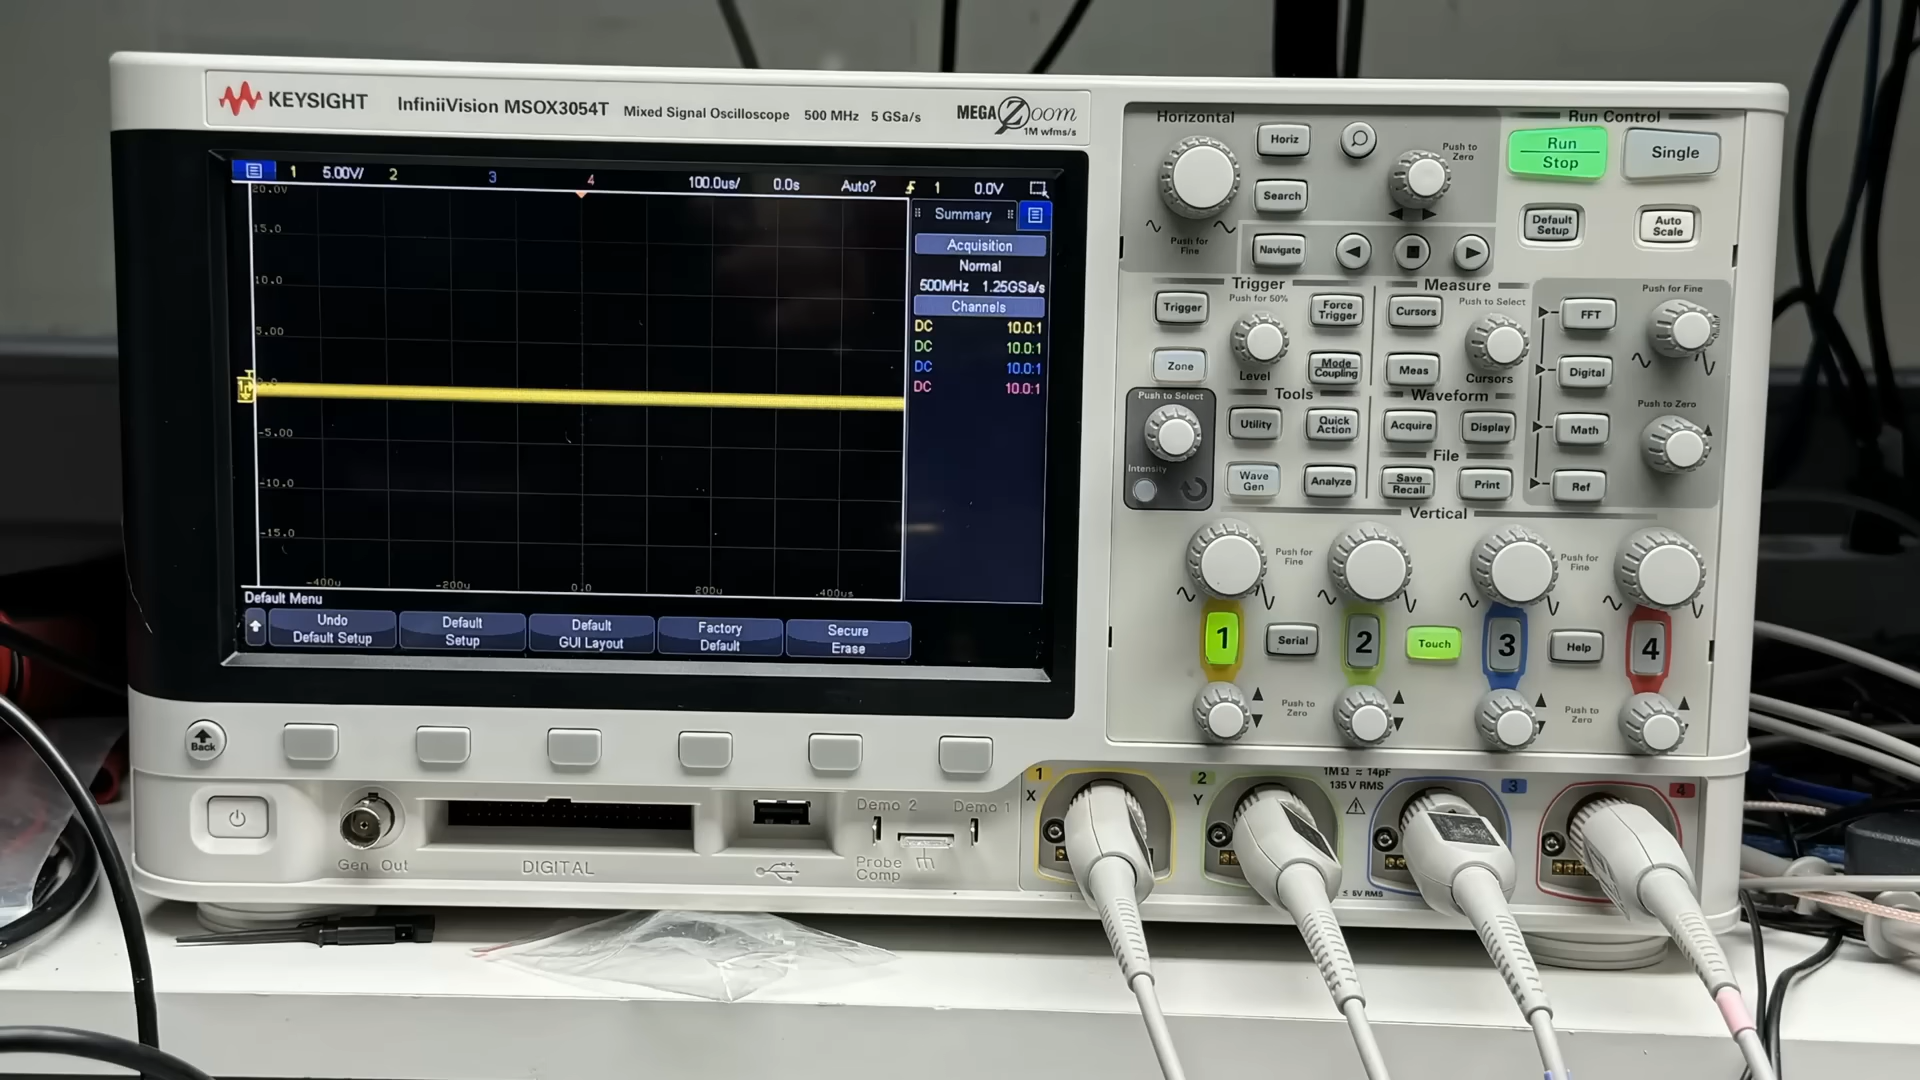 KEYSIGHT InfiniiVision MSOX3054T Mixed Signal Oscilloscope 500 MHz 5 GSa/s MEGA Zoom
1M wfms/s
1 5.00V/ 2 3 4 100.0us/ 0.0s Auto? 1 0.0V
20.0V
15.0
10.0
5.00
-5.00
-10.0
-15.0
-400u -200u 0.0 200u 400us
Summary
Acquisition
Normal
500MHz 1.25GSa/s
Channels
DC 10.0:1
DC 10.0:1
DC 10.0:1
DC 10.0:1
Default Menu
Undo
Default Setup
Default
Setup
Default
GUI Layout
Factory
Default
Secure
Erase
Back
Gen Out
DIGITAL
Demo 2
Demo 1
Probe
Comp
Horizontal
Horiz
Push to
Zero
Search
Push for
Fine
Navigate
Run Control
Run
Stop
Single
Default
Setup
Auto
Scale
Trigger
Push for 50%
Trigger
Force
Trigger
Zone
Level
Mode
Coupling
Measure
Push to Select
Cursors
Meas
Cursors
Push for Fine
FFT
Digital
Push to Zero
Math
Ref
Push to Select
Intensity
Tools
Utility
Quick
Action
Wave
Gen
Analyze
Waveform
Acquire
Display
File
Save
Recall
Print
Vertical
Push for
Fine
Push for
Fine
1
Serial
2
Touch
3
Help
4
Push to
Zero
Push to
Zero
1
X
2
Y
1MΩ ≈ 14pF
135 V RMS
3
4
≤ 5V RMS